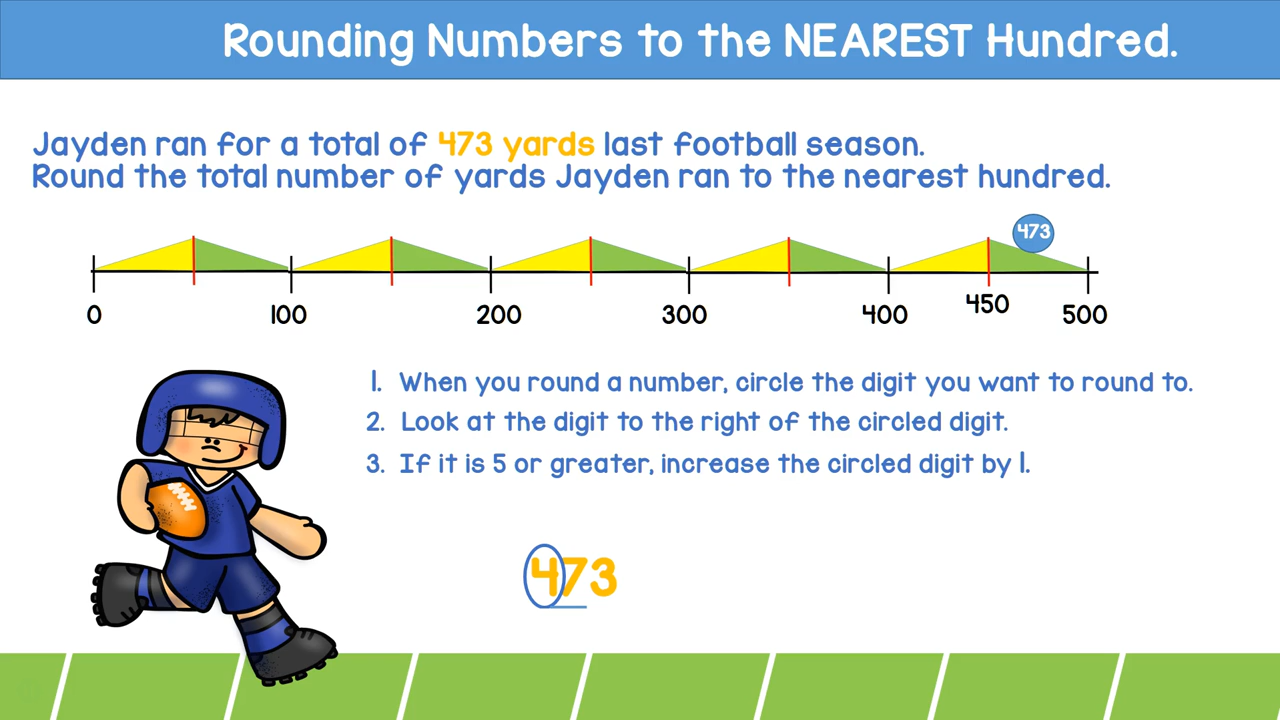 Rounding Numbers to the NEAREST Hundred.
Jayden ran for a total of 473 yards last football season.
Round the total number of yards Jayden ran to the nearest hundred.
473
0 100 200 300 400 450 500
1. When you round a number, circle the digit you want to round to.
2. Look at the digit to the right of the circled digit.
3. If it is 5 or greater, increase the circled digit by 1.
473